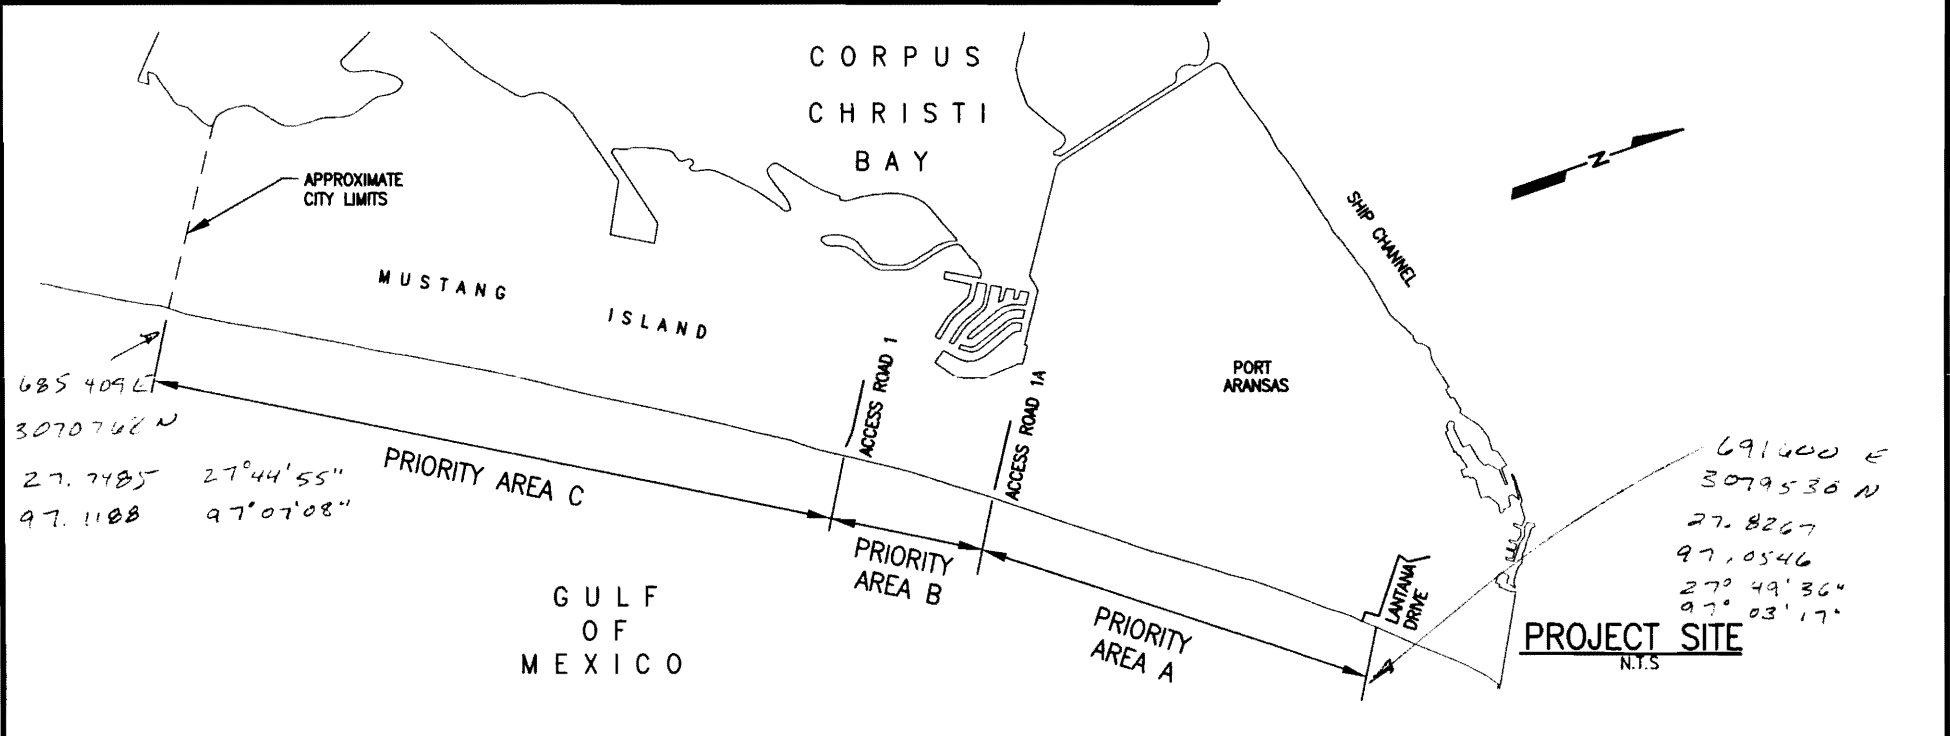 CORPUS
CHRISTI
BAY
N
APPROXIMATE
CITY LIMITS
SHIP CHANNEL
MUSTANG
ISLAND
PORT
ARANSAS
ACCESS ROAD 1
ACCESS ROAD 1A
685 409 E
3070768 N
27.7485 27°44'55"
97.1188 97°07'08"
PRIORITY AREA C
PRIORITY
AREA B
PRIORITY
AREA A
LANTANA
DRIVE
GULF
OF
MEXICO
691600 E
3079530 N
27.8267
97.0546
27° 49' 36"
97° 03' 17"
PROJECT SITE
N.T.S